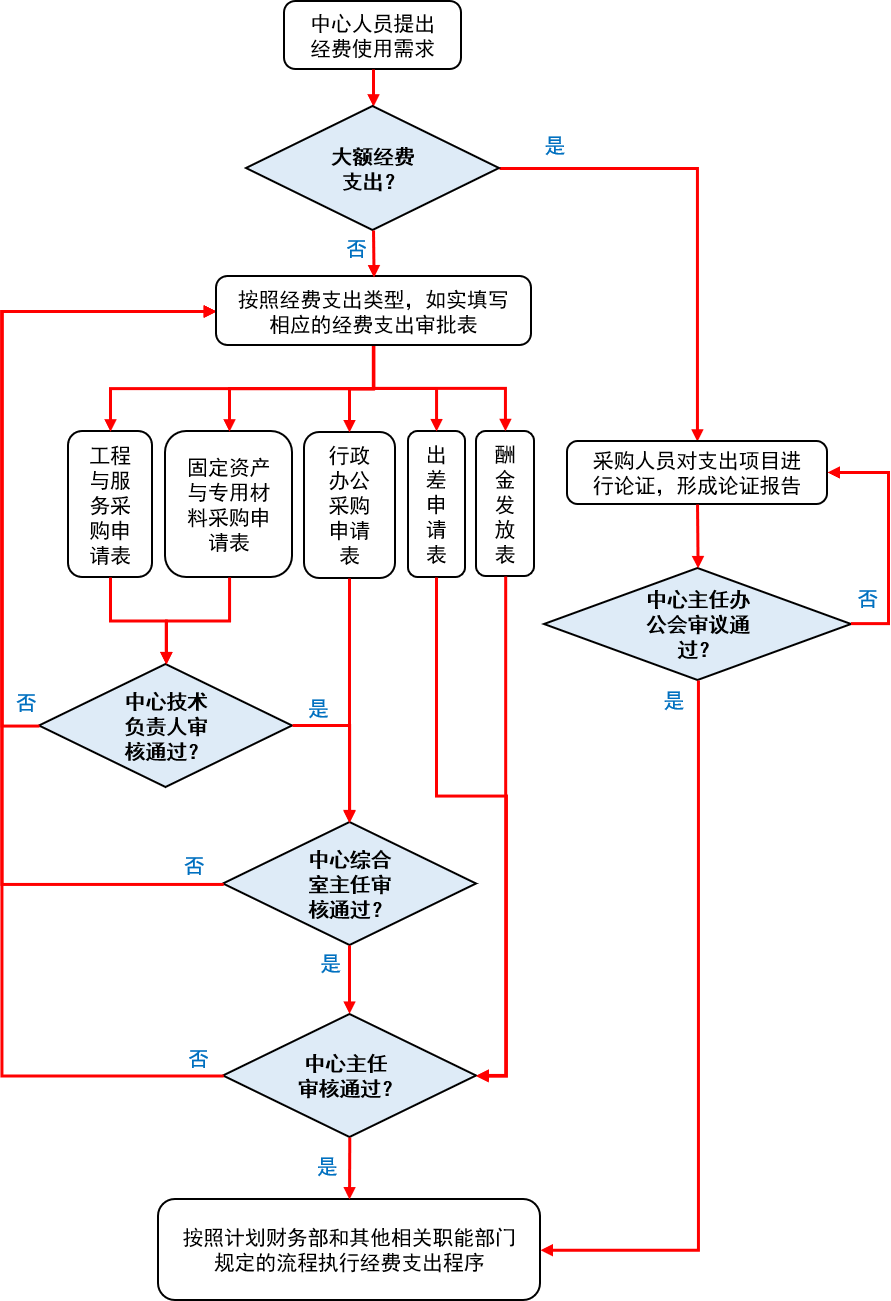 中心人员提出
经费使用需求
大额经费
支出？
是
否
按照经费支出类型，如实填写
相应的经费支出审批表
工程
与服
务采
购申
请表
固定资产
与专用材
料采购申
请表
行政
办公
采购
申请
表
出
差
申
请
表
酬
金
发
放
表
采购人员对支出项目进
行论证，形成论证报告
中心主任办
公会审议通
过？
否
是
中心技术
负责人审
核通过？
否
是
中心综合
室主任审
核通过？
否
是
中心主任
审核通过？
否
是
按照计划财务部和其他相关职能部门
规定的流程执行经费支出程序